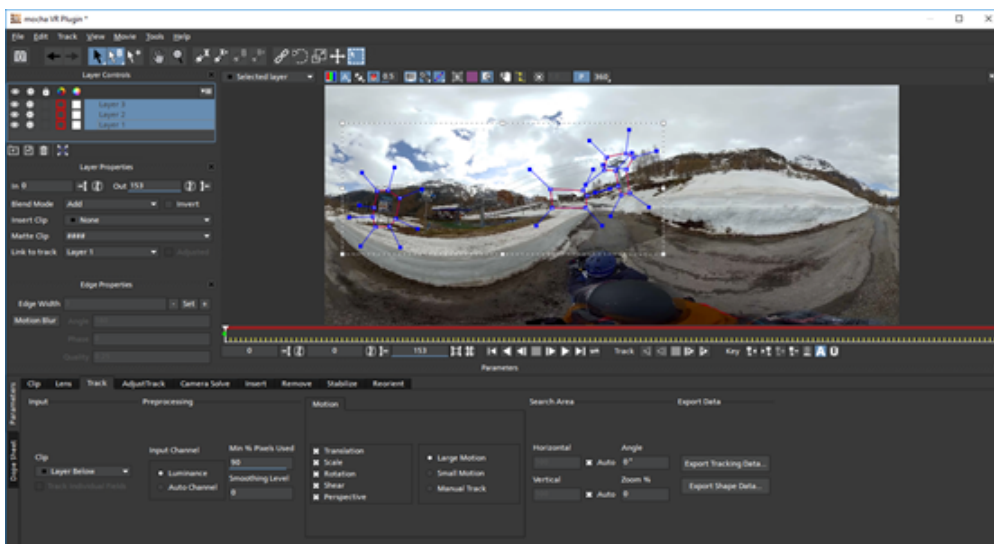 mocha VR Plugin *
File Edit Track View Movie Tools Help
Layer Controls
Selected layer
0.5
360
Layer 3
Layer 2
Layer 1
Layer Properties
In 0 Out 153
Blend Mode Add Invert
Insert Clip None
Matte Clip ####
Link to track Layer 1 Adjusted
Edge Properties
Edge Width - Set +
Motion Blur Angle
Phase
Quality
0 0 153 Track Key
Parameters
Clip Lens Track AdjustTrack Camera Solve Insert Remove Stabilize Reorient
Parameters
Dope Sheet
Input
Clip
Layer Below
Track Individual Fields
Preprocessing
Input Channel
Luminance
Auto Channel
Min % Pixels Used
90
Smoothing Level
0
Motion
Translation
Scale
Rotation
Shear
Perspective
Large Motion
Small Motion
Manual Track
Search Area
Horizontal Angle
Auto 0°
Vertical Zoom %
Auto 0
Export Data
Export Tracking Data...
Export Shape Data...